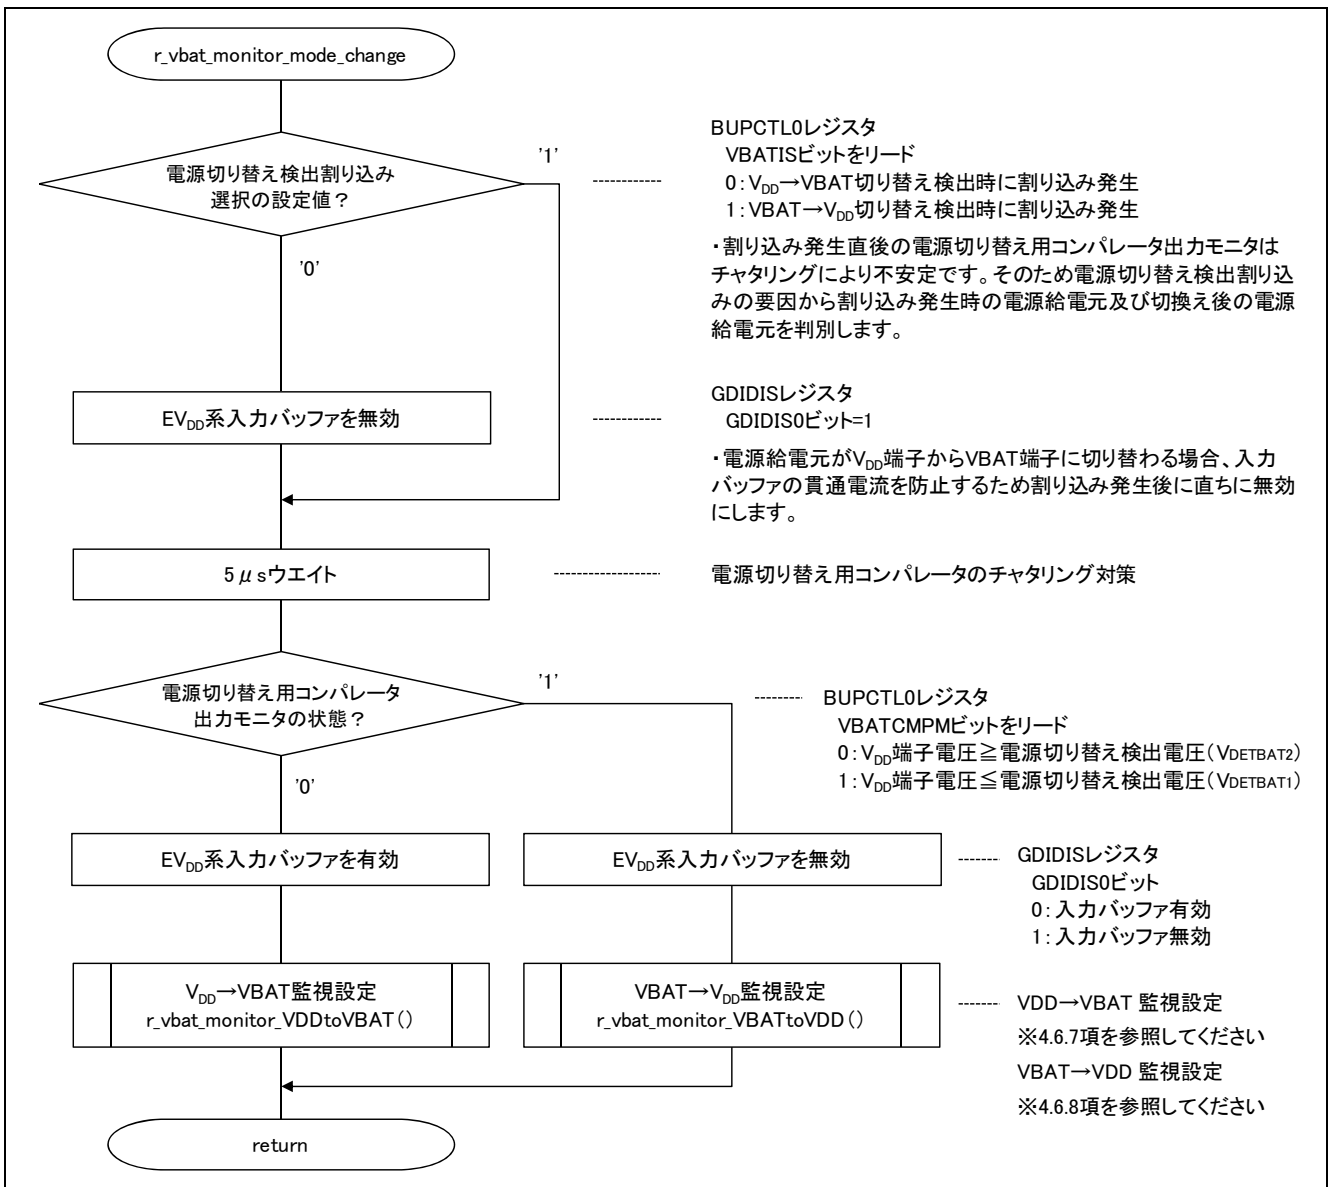 r_vbat_monitor_mode_change
電源切り替え検出割り込み
選択の設定値？
'1'
'0'
BUPCTL0レジスタ
VBATISビットをリード
0：VDD→VBAT切り替え検出時に割り込み発生
1：VBAT→VDD切り替え検出時に割り込み発生
・割り込み発生直後の電源切り替え用コンパレータ出力モニタは
チャタリングにより不安定です。そのため電源切り替え検出割り込
みの要因から割り込み発生時の電源給電元及び切換え後の電源
給電元を判別します。
EVDD系入力バッファを無効
GDIDISレジスタ
GDIDIS0ビット=1
・電源給電元がVDD端子からVBAT端子に切り替わる場合、入力
バッファの貫通電流を防止するため割り込み発生後に直ちに無効
にします。
5μsウエイト
電源切り替え用コンパレータのチャタリング対策
電源切り替え用コンパレータ
出力モニタの状態？
'1'
'0'
BUPCTL0レジスタ
VBATCMPMビットをリード
0：VDD端子電圧≧電源切り替え検出電圧（VDETBAT2）
1：VDD端子電圧≦電源切り替え検出電圧（VDETBAT1）
EVDD系入力バッファを有効
EVDD系入力バッファを無効
GDIDISレジスタ
GDIDIS0ビット
0：入力バッファ有効
1：入力バッファ無効
VDD→VBAT監視設定
r_vbat_monitor_VDDtoVBAT（）
VBAT→VDD監視設定
r_vbat_monitor_VBATtoVDD（）
VDD→VBAT 監視設定
※4.6.7項を参照してください
VBAT→VDD 監視設定
※4.6.8項を参照してください
return